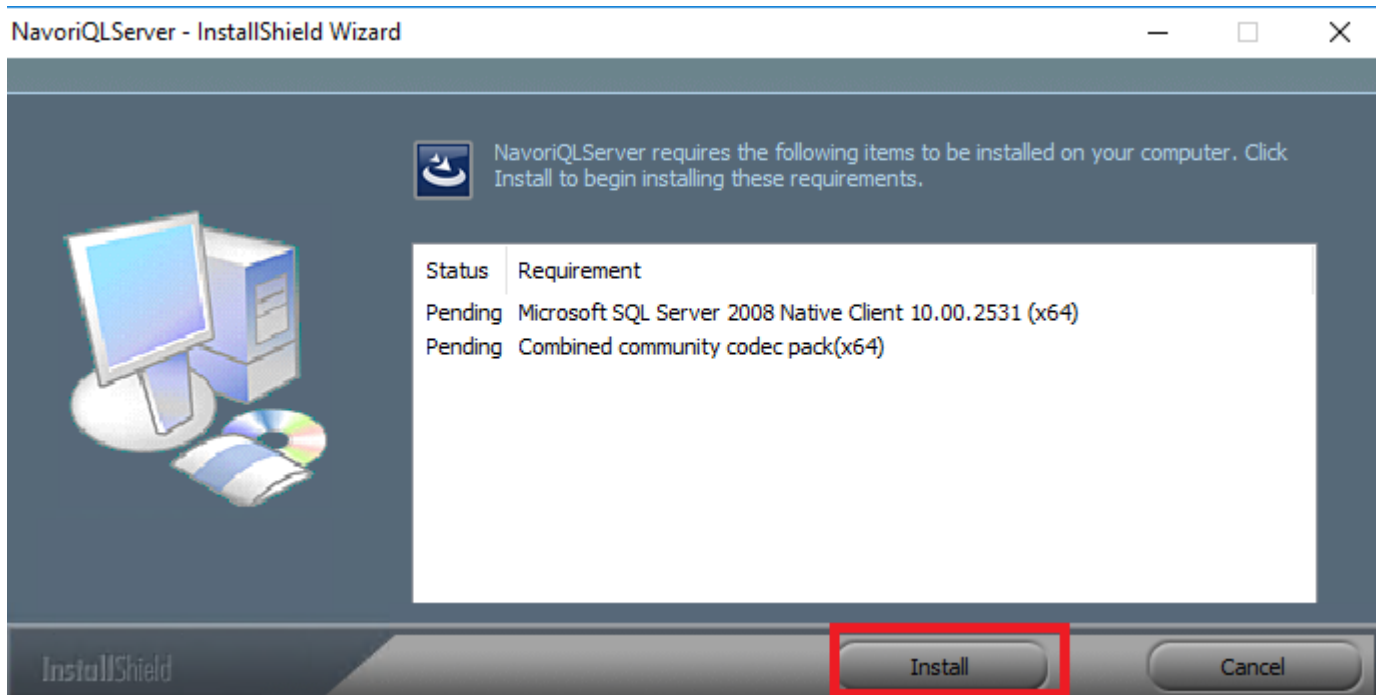 NavoriQLServer - InstallShield Wizard
NavoriQLServer requires the following items to be installed on your computer. Click
Install to begin installing these requirements.
Status Requirement
Pending Microsoft SQL Server 2008 Native Client 10.00.2531 (x64)
Pending Combined community codec pack(x64)
InstallShield
Install
Cancel